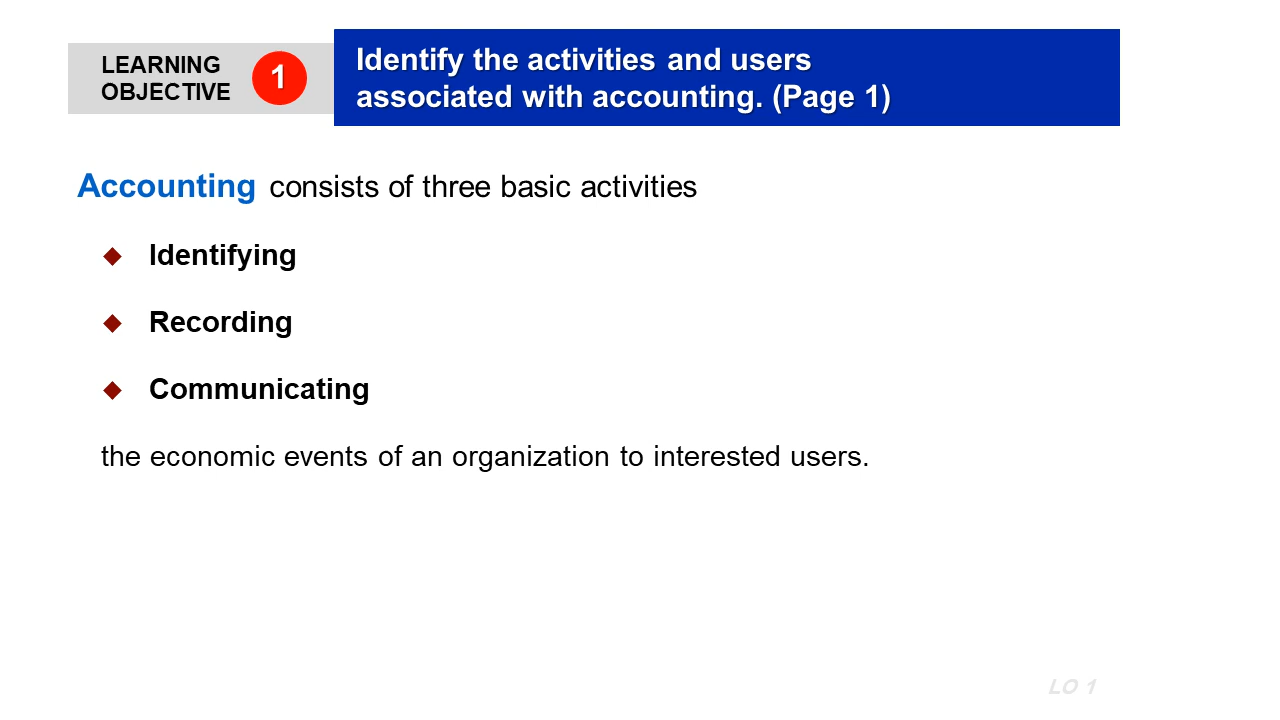 LEARNING
OBJECTIVE
1
Identify the activities and users
associated with accounting. (Page 1)
Accounting consists of three basic activities
Identifying
Recording
Communicating
the economic events of an organization to interested users.
LO 1